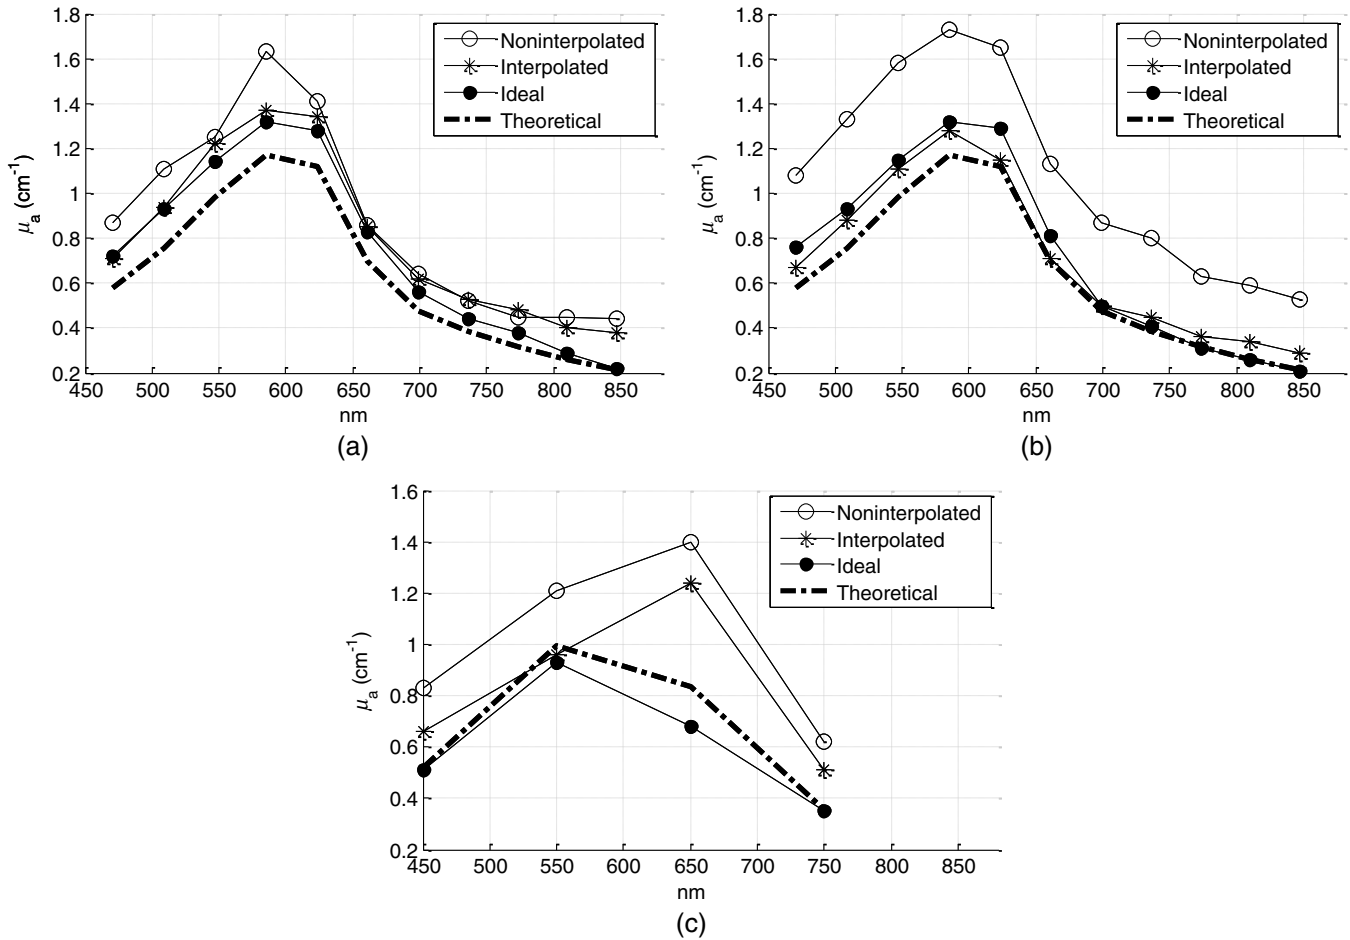 1.8
1.6
1.4
1.2
1
0.8
0.6
0.4
0.2
μa (cm-1)
450 500 550 600 650 700 750 800 850
nm
Noninterpolated
Interpolated
Ideal
Theoretical
(a)
1.8
1.6
1.4
1.2
1
0.8
0.6
0.4
0.2
μa (cm-1)
450 500 550 600 650 700 750 800 850
nm
Noninterpolated
Interpolated
Ideal
Theoretical
(b)
1.6
1.4
1.2
1
0.8
0.6
0.4
0.2
μa (cm-1)
450 500 550 600 650 700 750 800 850
nm
Noninterpolated
Interpolated
Ideal
Theoretical
(c)